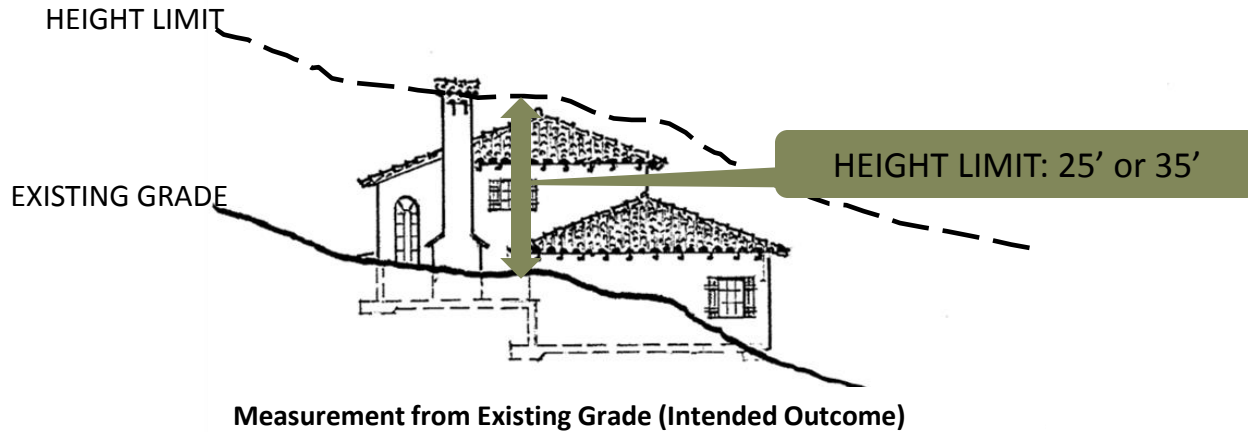 HEIGHT LIMIT
HEIGHT LIMIT: 25’ or 35’
EXISTING GRADE
Measurement from Existing Grade (Intended Outcome)